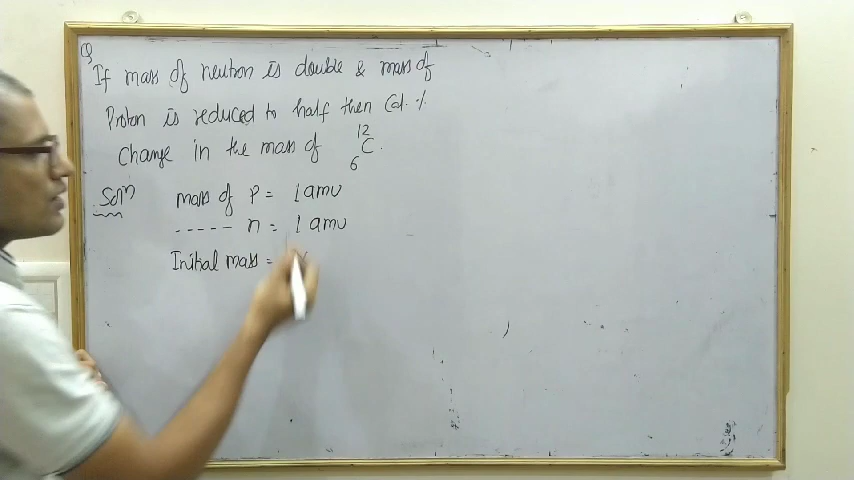 Q
If mass of neutron is double & mass of
Proton is reduced to half then Cal. %
Change in the mass of 12 6 C.
Soln mass of P = 1 amu
----- n = 1 amu
Initial mass =